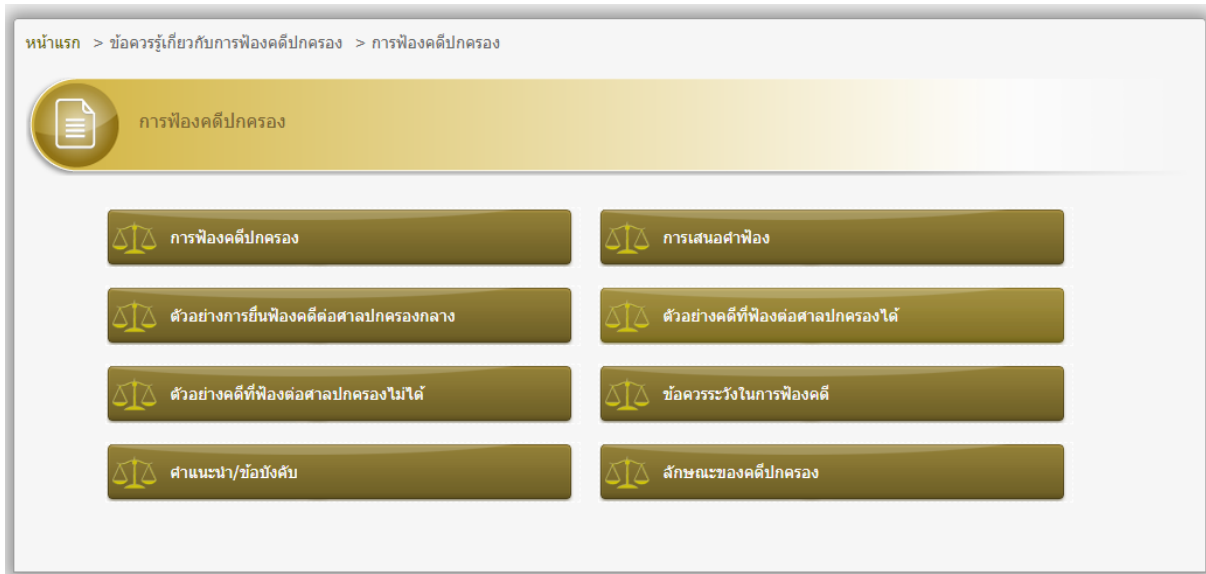 หน้าแรก > ข้อควรรู้เกี่ยวกับการฟ้องคดีปกครอง > การฟ้องคดีปกครอง
การฟ้องคดีปกครอง
การฟ้องคดีปกครอง
การเสนอคำฟ้อง
ตัวอย่างการยื่นฟ้องคดีต่อศาลปกครองกลาง
ตัวอย่างคดีที่ฟ้องต่อศาลปกครองได้
ตัวอย่างคดีที่ฟ้องต่อศาลปกครองไม่ได้
ข้อควรระวังในการฟ้องคดี
คำแนะนำ/ข้อบังคับ
ลักษณะของคดีปกครอง